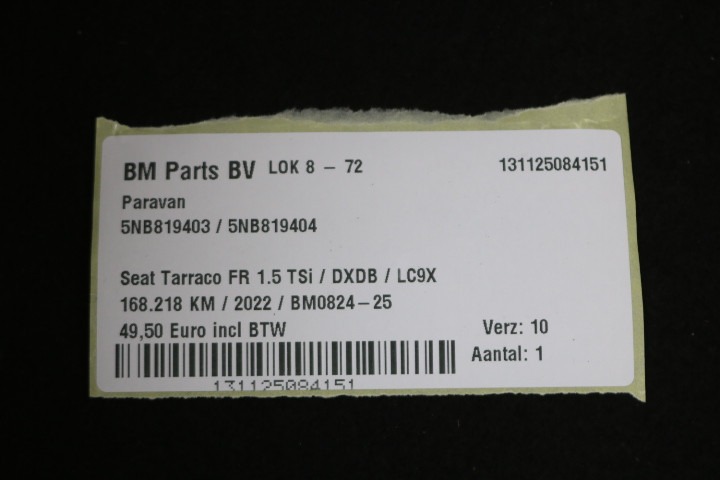 BM Parts BV LOK 8 – 72 131125084151
Paravan
5NB819403 / 5NB819404
Seat Tarraco FR 1.5 TSi / DXDB / LC9X
168.218 KM / 2022 / BM0824–25
49,50 Euro incl BTW Verz: 10
Aantal: 1
131125084151